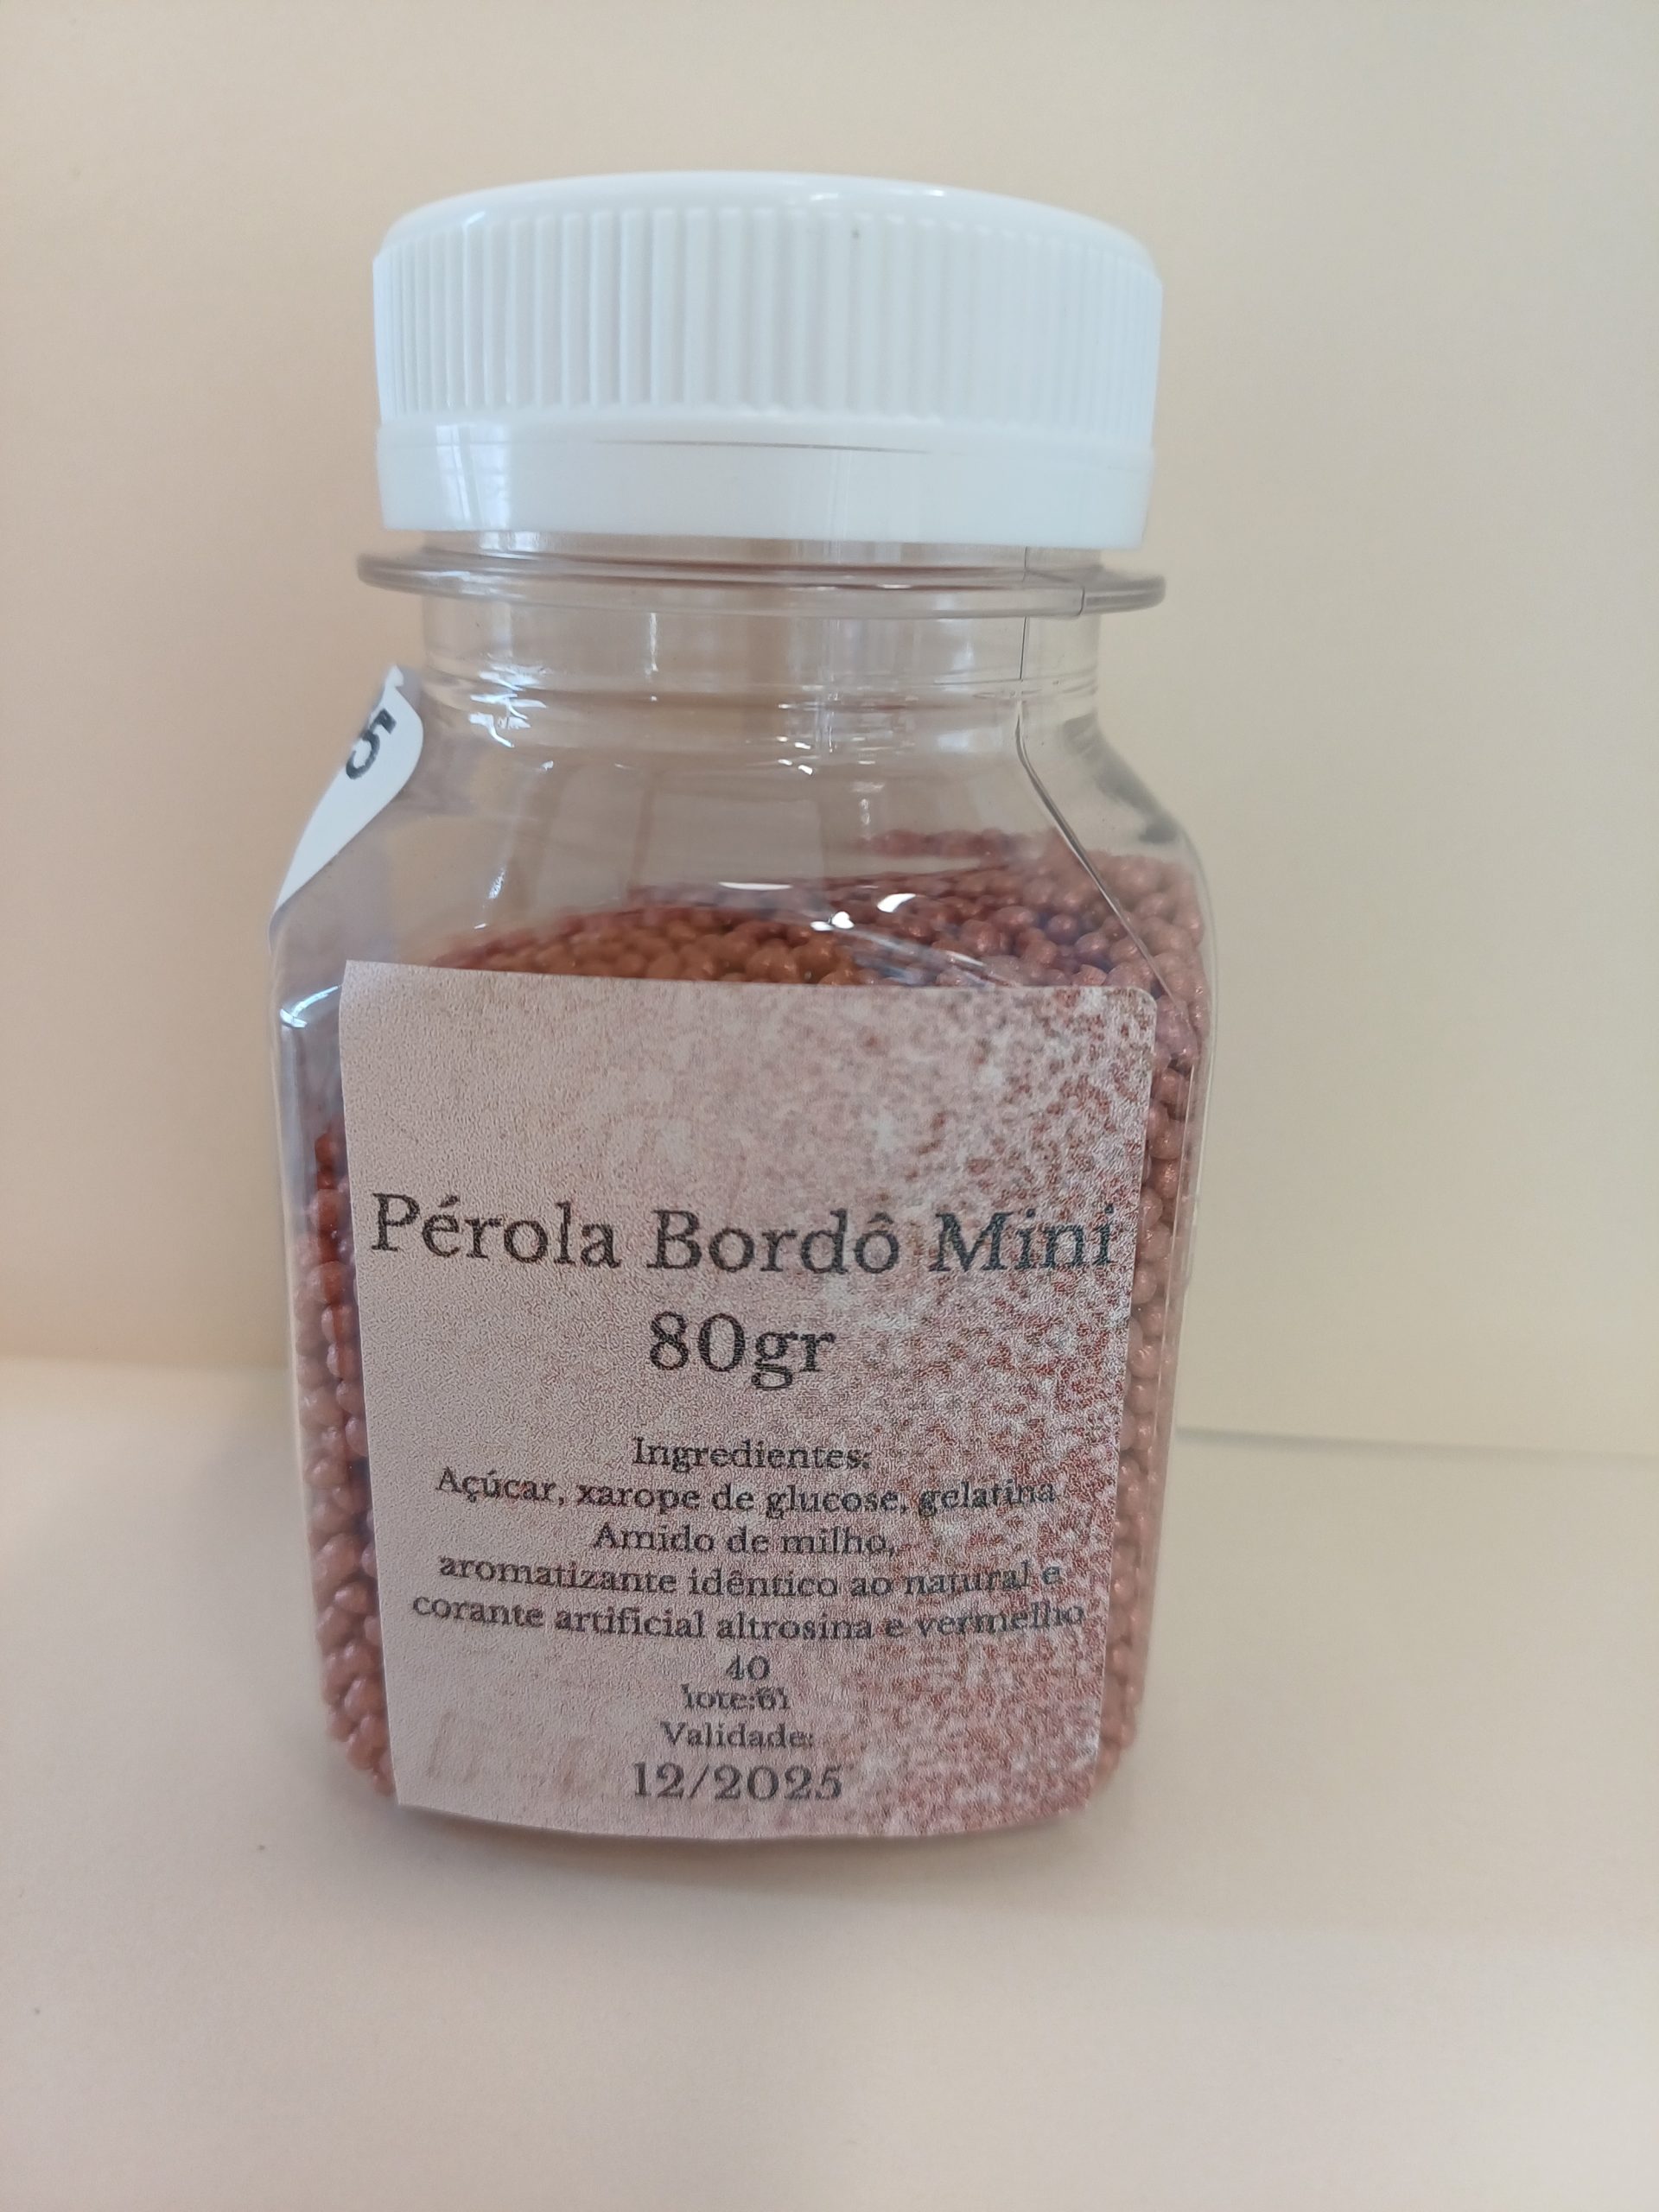 5
Pérola Bordô Mini
80gr
Ingredientes:
Açúcar, xarope de glucose, gelatina
Amido de milho,
aromatizante idêntico ao natural e
corante artificial altrosina e vermelho
40
lote:61
Validade:
12/2025